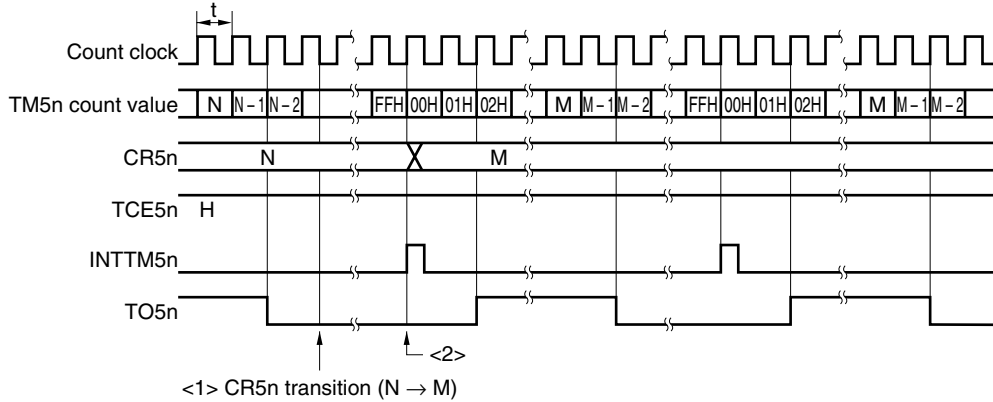 t
Count clock
TM5n count value N N – 1 N – 2 FFH 00H 01H 02H M M – 1 M – 2 FFH 00H 01H 02H M M – 1 M – 2
CR5n N M
TCE5n H
INTTM5n
TO5n
<2>
<1> CR5n transition (N → M)